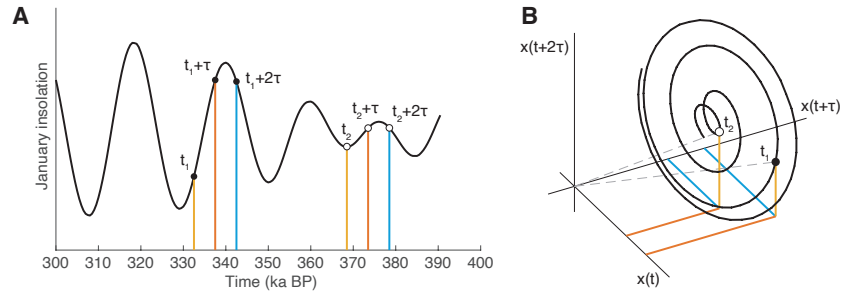 A
January insolation
t₁
t₁+τ
t₁+2τ
t₂
t₂+τ
t₂+2τ
300 310 320 330 340 350 360 370 380 390 400
Time (ka BP)
B
x(t+2τ)
x(t+τ)
t₂
t₁
x(t)